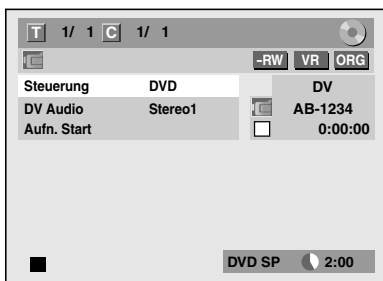 T 1/ 1 C 1/ 1
-RW VR ORG
Steuerung DVD DV
DV Audio Stereo1 AB-1234
Aufn. Start 0:00:00
DVD SP 2:00